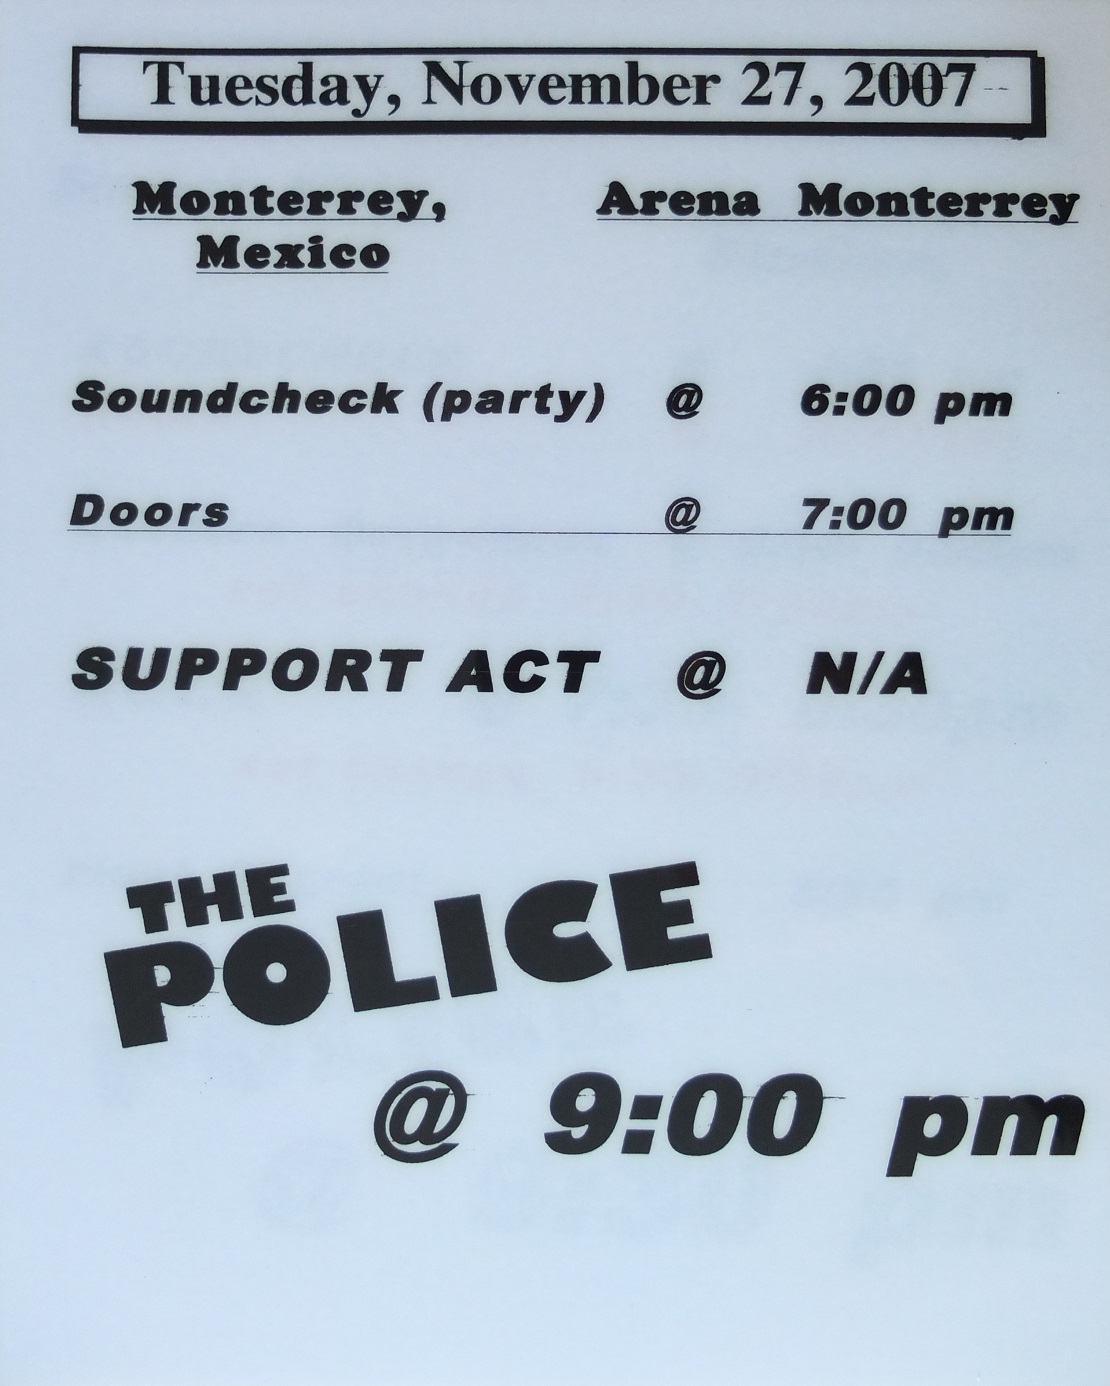 Tuesday, November 27, 2007
Monterrey, Arena Monterrey
Mexico
Soundcheck (party) @ 6:00 pm
Doors @ 7:00 pm
SUPPORT ACT @ N/A
THE
POLICE
@ 9:00 pm